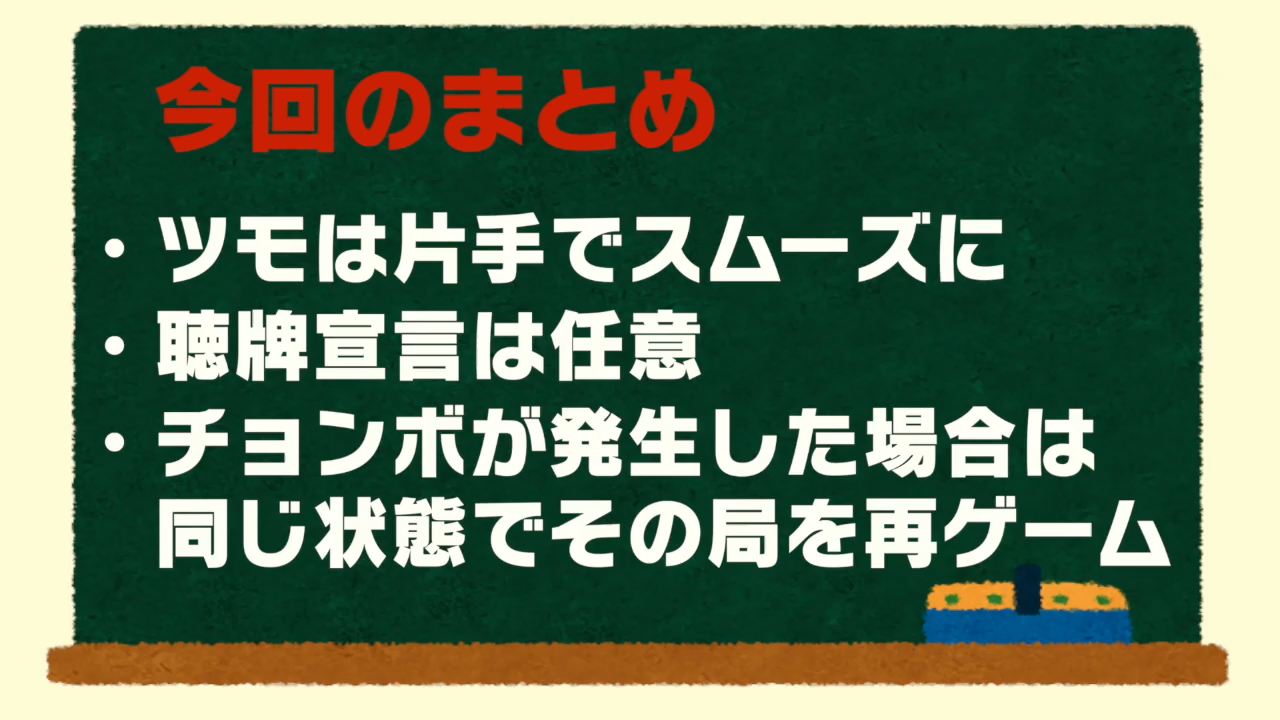 今回のまとめ
・ツモは片手でスムーズに
・聴牌宣言は任意
・チョンボが発生した場合は
同じ状態でその局を再ゲーム